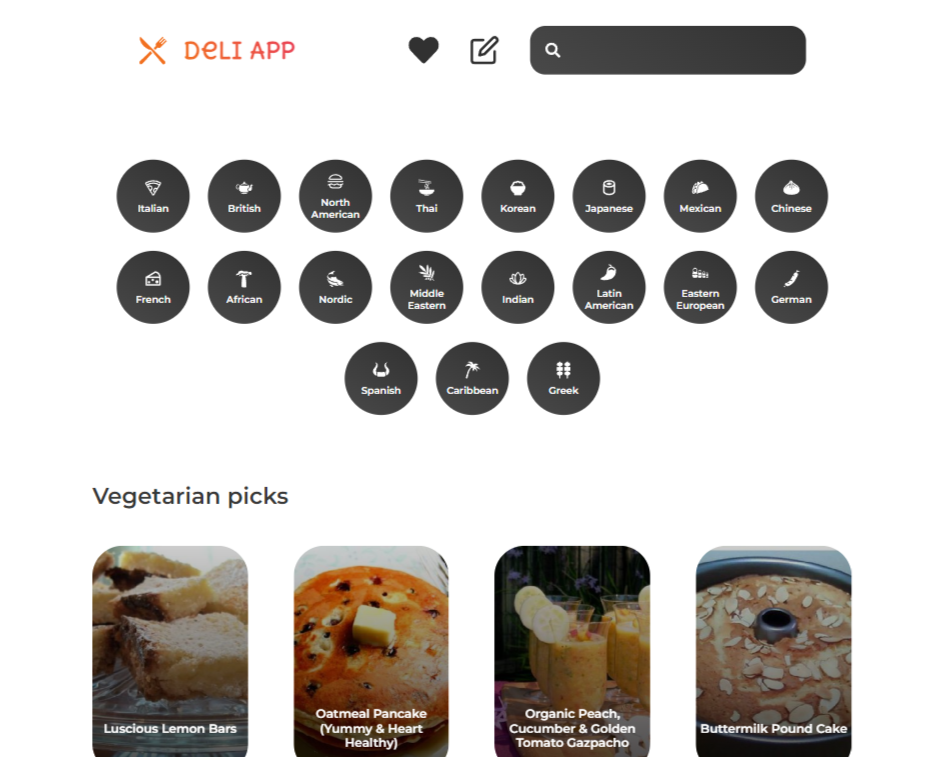 DeLI APP
Italian
British
North
American
Thai
Korean
Japanese
Mexican
Chinese
French
African
Nordic
Middle
Eastern
Indian
Latin
American
Eastern
European
German
Spanish
Caribbean
Greek
Vegetarian picks
Luscious Lemon Bars
Oatmeal Pancake
(Yummy & Heart
Healthy)
Organic Peach,
Cucumber & Golden
Tomato Gazpacho
Buttermilk Pound Cake